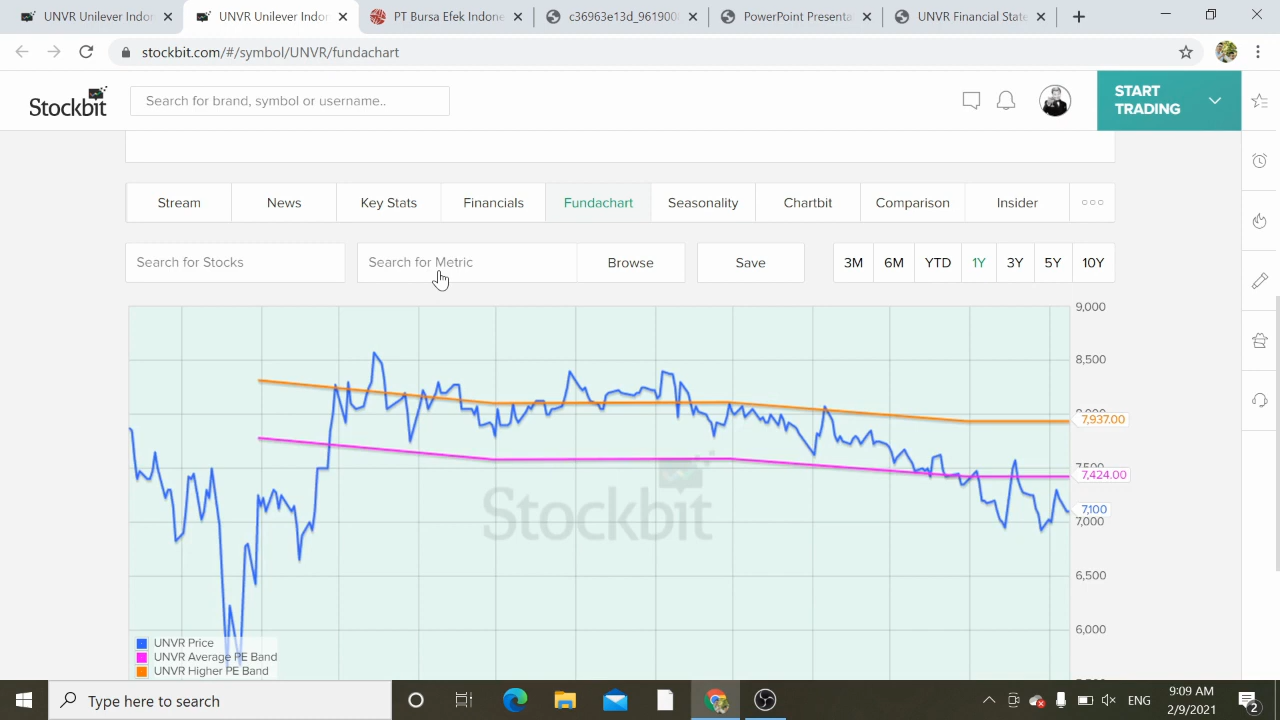 UNVR Unilever Indon
UNVR Unilever Indon
PT Bursa Efek Indone
c36963e13d_961900
PowerPoint Presenta
UNVR Financial State
stockbit.com/#/symbol/UNVR/fundachart
Stockbit
Search for brand, symbol or username..
START
TRADING
Stream
News
Key Stats
Financials
Fundachart
Seasonality
Chartbit
Comparison
Insider
Search for Stocks
Search for Metric
Browse
Save
3M
6M
YTD
1Y
3Y
5Y
10Y
9,000
8,500
7,937.00
7,500
7,424.00
7,100
7,000
6,500
6,000
Stockbit
UNVR Price
UNVR Average PE Band
UNVR Higher PE Band
Type here to search
ENG
9:09 AM
2/9/2021
2